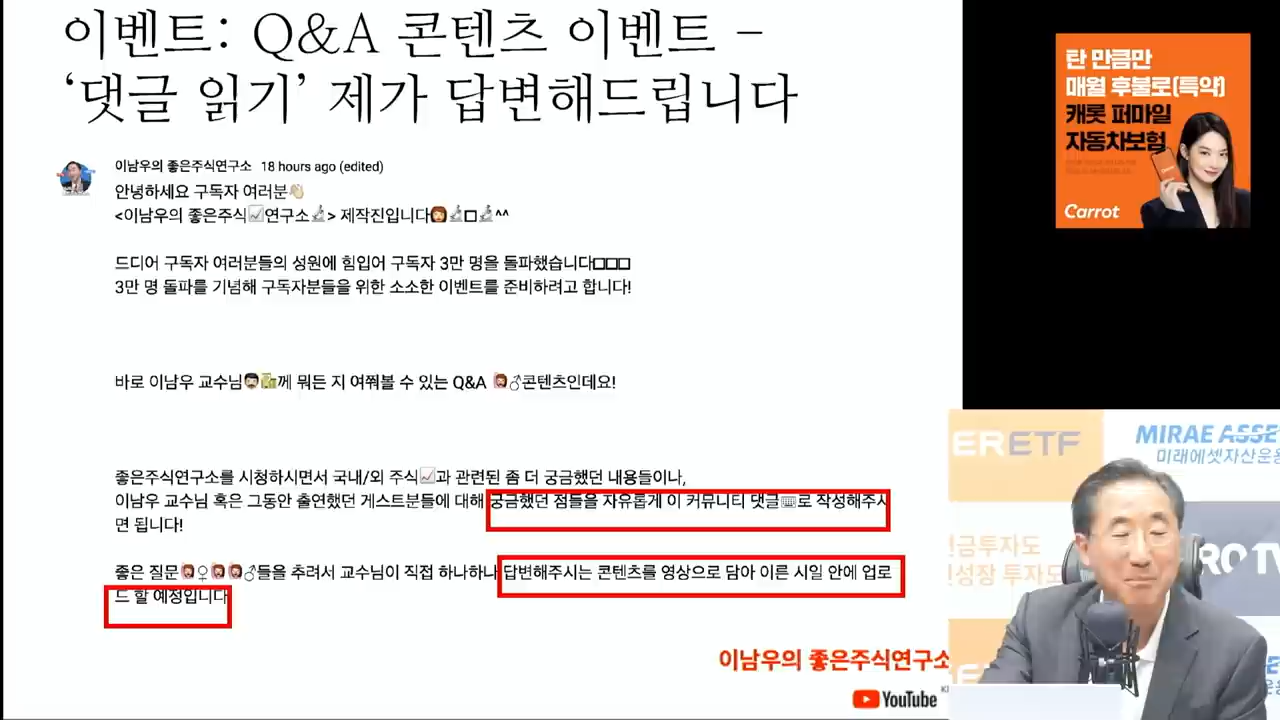 이벤트: Q&A 콘텐츠 이벤트 –
‘댓글 읽기’ 제가 답변해드립니다
이남우의 좋은주식연구소 18 hours ago (edited)
안녕하세요 구독자 여러분👋🏻
<이남우의 좋은주식📈연구소🔬> 제작진입니다👩🔬□🔬^^
드디어 구독자 여러분들의 성원에 힘입어 구독자 3만 명을 돌파했습니다□□□
3만 명 돌파를 기념해 구독자분들을 위한 소소한 이벤트를 준비하려고 합니다!
바로 이남우 교수님👨🏫께 뭐든 지 여쭤볼 수 있는 Q&A 🙋♂콘텐츠인데요!
좋은주식연구소를 시청하시면서 국내/외 주식📈과 관련된 좀 더 궁금했던 내용들이나,
이남우 교수님 혹은 그동안 출연했던 게스트분들에 대해 궁금했던 점들을 자유롭게 이 커뮤니티 댓글⌨로 작성해주시
면 됩니다!
좋은 질문🙋♀🙋🙋♂들을 추려서 교수님이 직접 하나하나 답변해주시는 콘텐츠를 영상으로 담아 이른 시일 안에 업로
드 할 예정입니다
이남우의 좋은주식연구소
YouTube
탄 만큼만
매월 후불로(특약)
캐롯 퍼마일
자동차보험
Carrot
ERETF
MIRAE ASSE
미래에셋자산운용
연금투자도
성장 투자도
RO TV